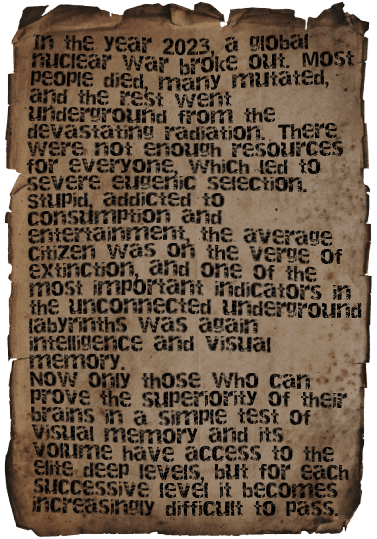 In the year 2023, a global
nuclear war broke out. Most
people died, many mutated,
and the rest went
underground from the
devastating radiation. There
were not enough resources
for everyone, which led to
severe eugenic selection.
Stupid, addicted to
consumption and
entertainment, the average
citizen was on the verge of
extinction, and one of the
most important indicators in
the unconnected underground
labyrinths was again
intelligence and visual
memory.
Now only those who can
prove the superiority of their
brains in a simple test of
visual memory and its
volume have access to the
elite deep levels, but for each
successive level it becomes
increasingly difficult to pass.